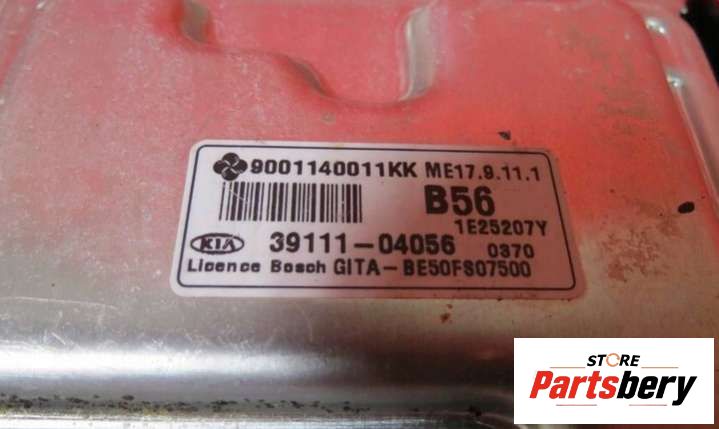 9001140011KK ME17.9.11.1
B56
1E25207Y
KIA 39111-04056 0370
Licence Bosch GITA-BE50FS07500
STORE
Partsbery